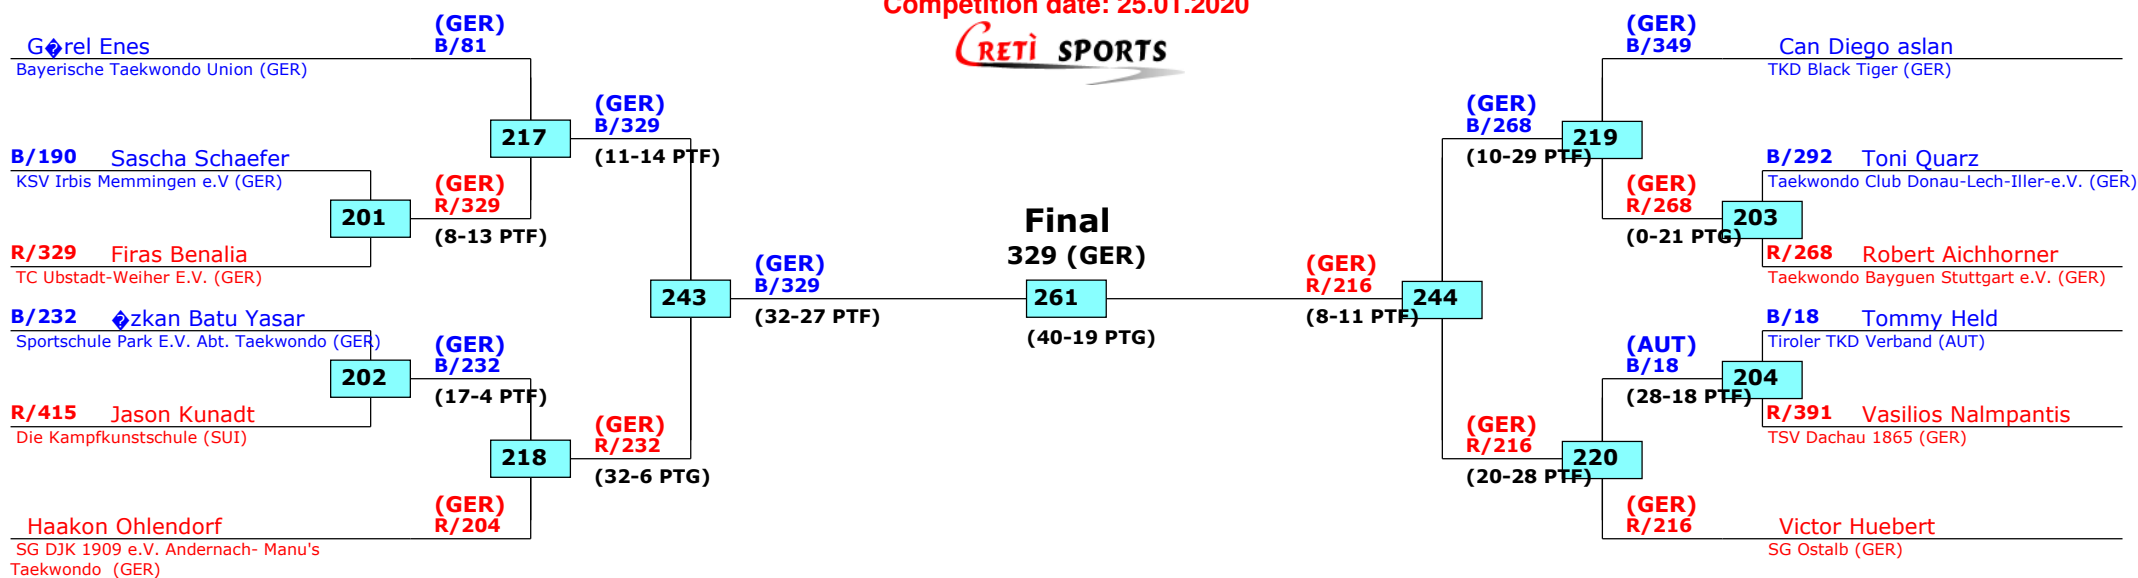 Competition date: 25.01.2020
CRETÌ SPORTS
G�rel Enes
Bayerische Taekwondo Union (GER)
(GER)
B/81
B/190 Sascha Schaefer
KSV Irbis Memmingen e.V (GER)
R/329 Firas Benalia
TC Ubstadt-Weiher E.V. (GER)
201
(GER)
R/329
(8-13 PTF)
217
(GER)
B/329
(11-14 PTF)
B/232 �zkan Batu Yasar
Sportschule Park E.V. Abt. Taekwondo (GER)
R/415 Jason Kunadt
Die Kampfkunstschule (SUI)
202
(GER)
B/232
(17-4 PTF)
218
(GER)
R/232
(32-6 PTG)
Haakon Ohlendorf
SG DJK 1909 e.V. Andernach- Manu's
Taekwondo (GER)
(GER)
R/204
243
(GER)
B/329
(32-27 PTF)
Final
329 (GER)
261
(40-19 PTG)
(GER)
R/216
(8-11 PTF)
244
(GER)
B/268
(10-29 PTF)
219
(GER)
B/349
Can Diego aslan
TKD Black Tiger (GER)
(GER)
R/268
(0-21 PTG)
203
B/292 Toni Quarz
Taekwondo Club Donau-Lech-Iller-e.V. (GER)
R/268 Robert Aichhorner
Taekwondo Bayguen Stuttgart e.V. (GER)
(GER)
R/216
(20-28 PTF)
220
(AUT)
B/18
(28-18 PTF)
204
B/18 Tommy Held
Tiroler TKD Verband (AUT)
R/391 Vasilios Nalmpantis
TSV Dachau 1865 (GER)
(GER)
R/216
Victor Huebert
SG Ostalb (GER)